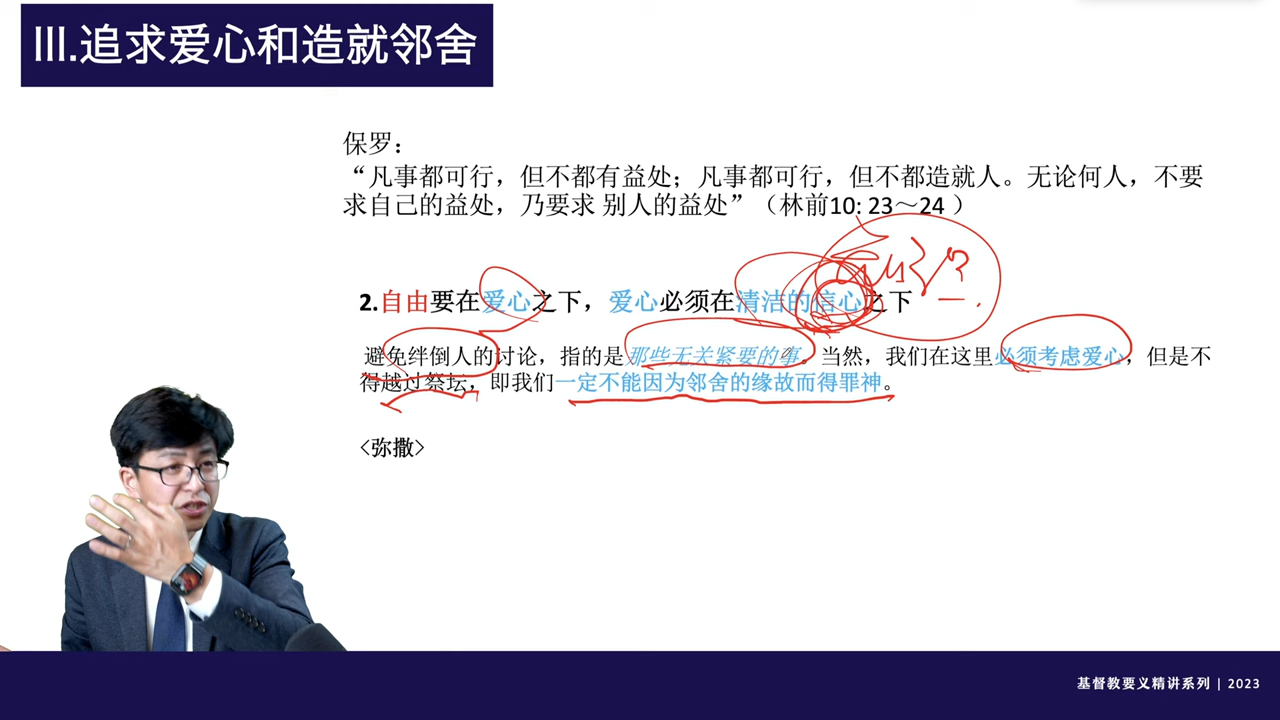 III.追求爱心和造就邻舍
保罗：
“凡事都可行，但不都有益处；凡事都可行，但不都造就人。无论何人，不要
求自己的益处，乃要求 别人的益处”（林前10: 23～24 ）
2.自由要在爱心之下，爱心必须在清洁的信心之下
避免绊倒人的讨论，指的是那些无关紧要的事。当然，我们在这里必须考虑爱心，但是不
得越过祭坛，即我们一定不能因为邻舍的缘故而得罪神。
<弥撒>
基督教要义精讲系列 | 2023